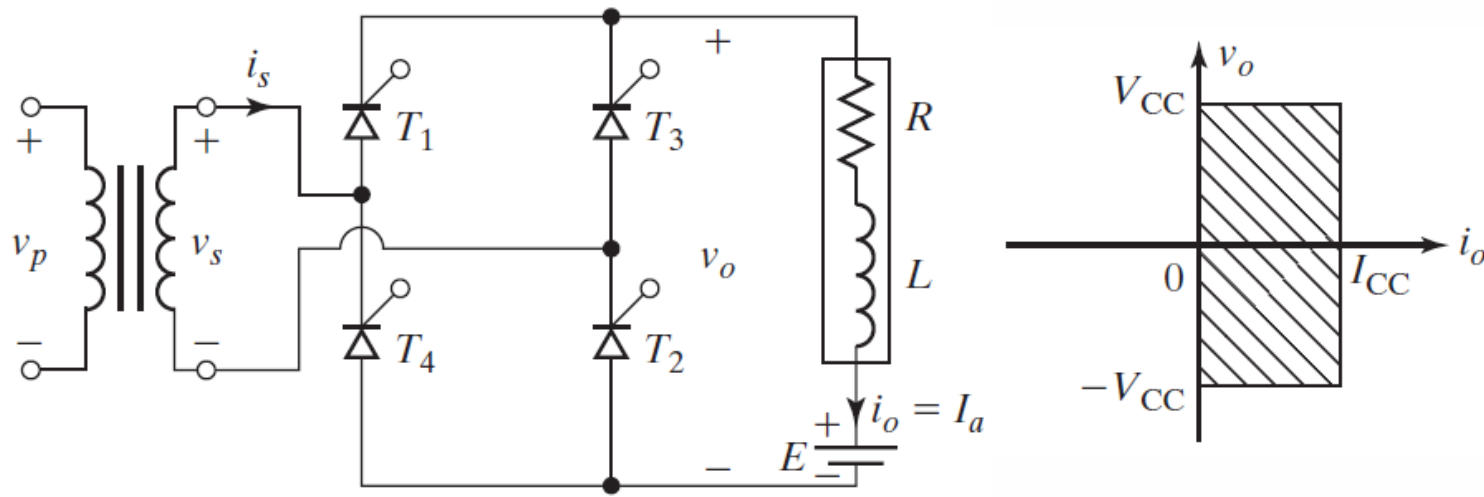 +
−
v_p
+
−
v_s
i_s
T_1
T_3
T_4
T_2
+
v_o
−
R
L
i_o = I_a
+
E
−
v_o
V_CC
0
I_CC
i_o
−V_CC